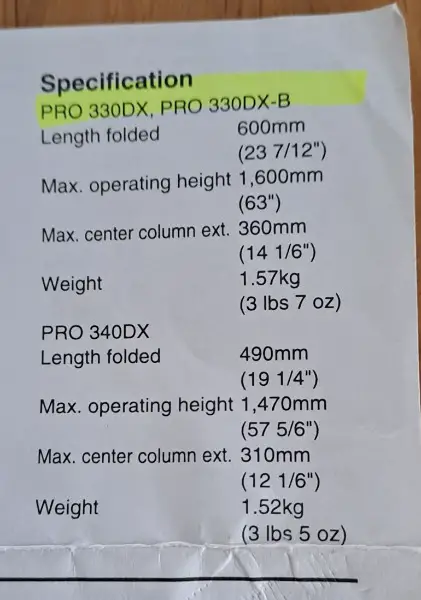 Specification
PRO 330DX, PRO 330DX-B
Length folded 600mm
(23 7/12")
Max. operating height 1,600mm
(63")
Max. center column ext. 360mm
(14 1/6")
Weight 1.57kg
(3 lbs 7 oz)
PRO 340DX
Length folded 490mm
(19 1/4")
Max. operating height 1,470mm
(57 5/6")
Max. center column ext. 310mm
(12 1/6")
Weight 1.52kg
(3 lbs 5 oz)